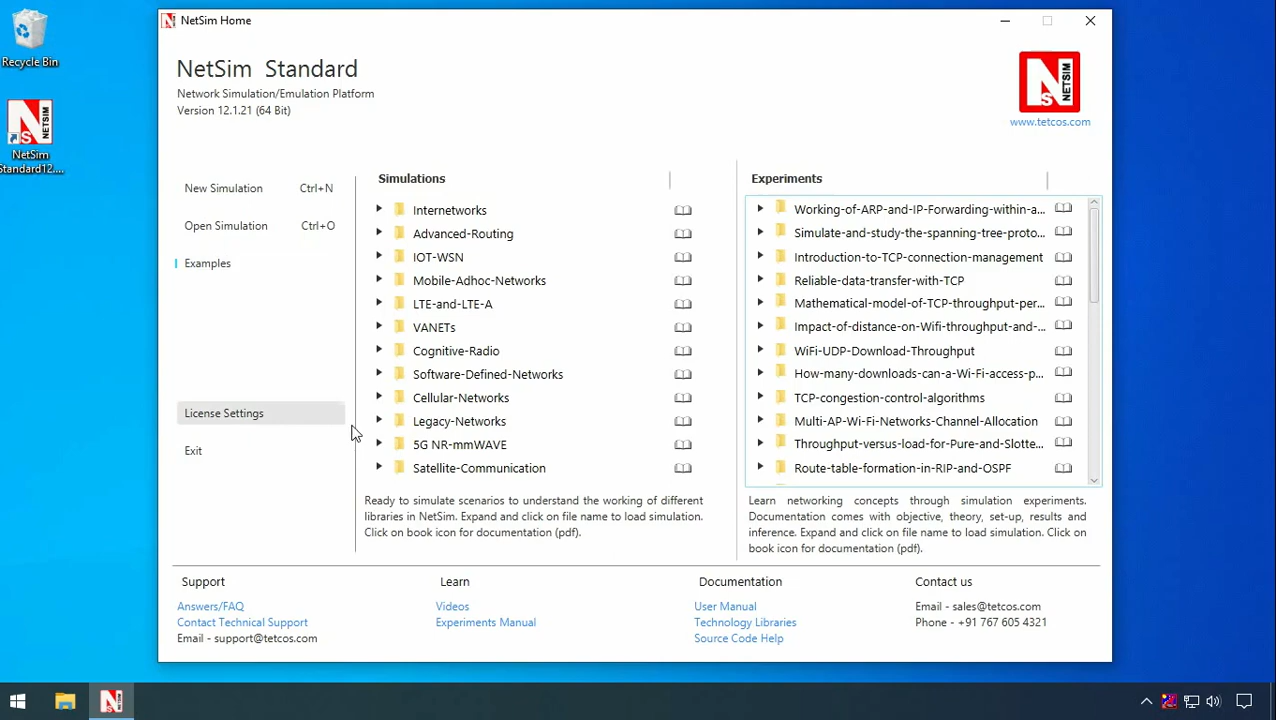 Recycle Bin
NetSim
Standard12....
NetSim Home
NetSim Standard
Network Simulation/Emulation Platform
Version 12.1.21 (64 Bit)
NETSIM
www.tetcos.com
New Simulation Ctrl+N
Open Simulation Ctrl+O
Examples
License Settings
Exit
Simulations
Internetworks
Advanced-Routing
IOT-WSN
Mobile-Adhoc-Networks
LTE-and-LTE-A
VANETs
Cognitive-Radio
Software-Defined-Networks
Cellular-Networks
Legacy-Networks
5G NR-mmWAVE
Satellite-Communication
Ready to simulate scenarios to understand the working of different
libraries in NetSim. Expand and click on file name to load simulation.
Click on book icon for documentation (pdf).
Experiments
Working-of-ARP-and-IP-Forwarding-within-a...
Simulate-and-study-the-spanning-tree-proto...
Introduction-to-TCP-connection-management
Reliable-data-transfer-with-TCP
Mathematical-model-of-TCP-throughput-per...
Impact-of-distance-on-Wifi-throughput-and-...
WiFi-UDP-Download-Throughput
How-many-downloads-can-a-Wi-Fi-access-p...
TCP-congestion-control-algorithms
Multi-AP-Wi-Fi-Networks-Channel-Allocation
Throughput-versus-load-for-Pure-and-Slotte...
Route-table-formation-in-RIP-and-OSPF
Learn networking concepts through simulation experiments.
Documentation comes with objective, theory, set-up, results and
inference. Expand and click on file name to load simulation. Click on
book icon for documentation (pdf).
Support
Answers/FAQ
Contact Technical Support
Email - support@tetcos.com
Learn
Videos
Experiments Manual
Documentation
User Manual
Technology Libraries
Source Code Help
Contact us
Email - sales@tetcos.com
Phone - +91 767 605 4321